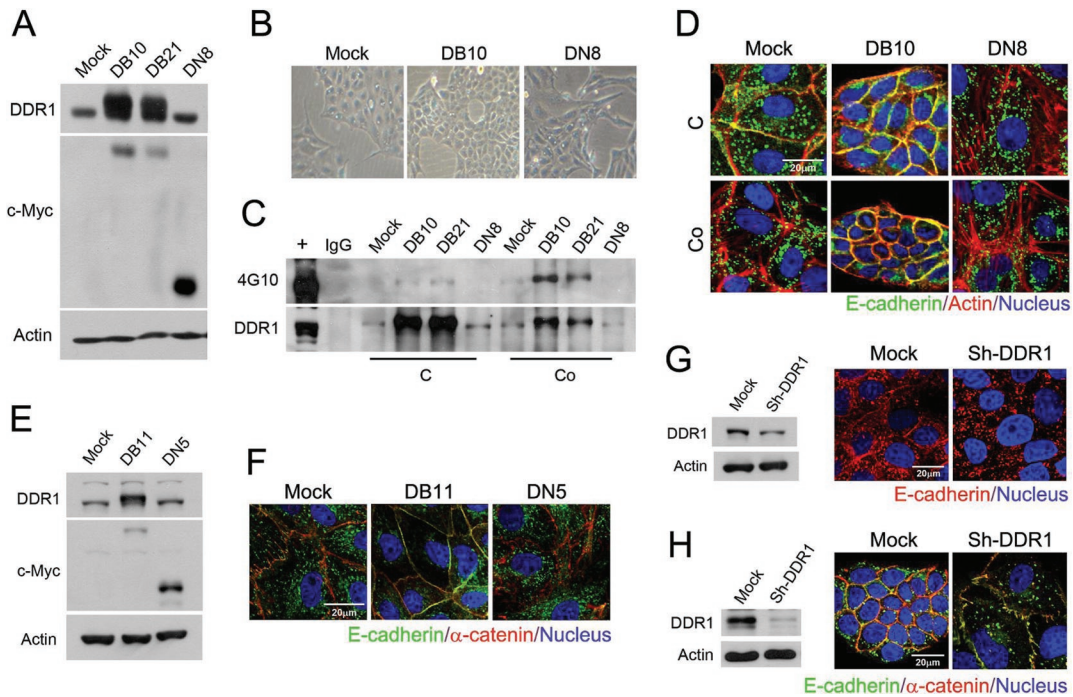 A
Mock
DB10
DB21
DN8
DDR1
c-Myc
Actin
B
Mock DB10 DN8
C
+ IgG Mock DB10 DB21 DN8 Mock DB10 DB21 DN8
4G10
DDR1
C Co
D
Mock DB10 DN8
C
20μm
Co
E-cadherin/Actin/Nucleus
E
Mock
DB11
DN5
DDR1
c-Myc
Actin
F
Mock DB11 DN5
20μm
E-cadherin/α-catenin/Nucleus
G
Mock
Sh-DDR1
DDR1
Actin
Mock Sh-DDR1
20μm
E-cadherin/Nucleus
H
Mock
Sh-DDR1
DDR1
Actin
Mock Sh-DDR1
20μm
E-cadherin/α-catenin/Nucleus